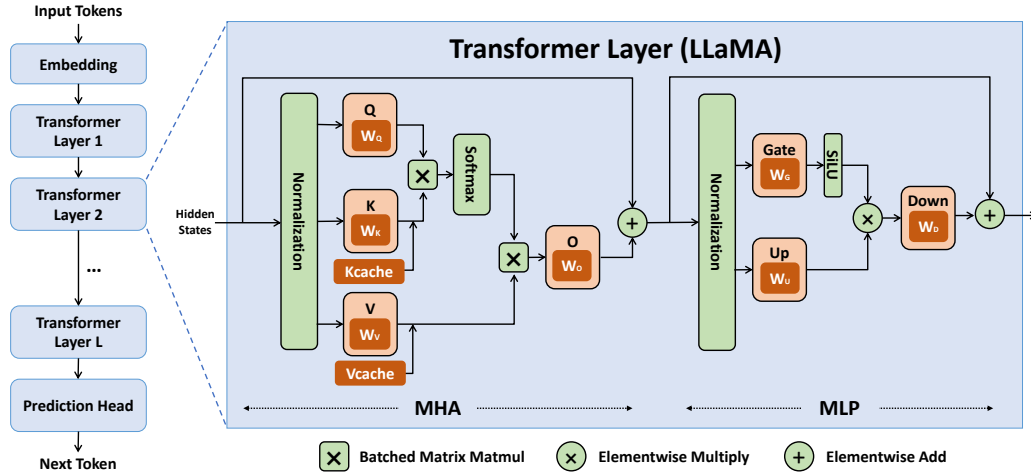 Input Tokens
Embedding
Transformer
Layer 1
Transformer
Layer 2
...
Transformer
Layer L
Prediction Head
Next Token
Transformer Layer (LLaMA)
Hidden
States
Normalization
Q
WQ
K
WK
Kcache
V
WV
Vcache
×
Softmax
×
O
WO
+
MHA
Normalization
Gate
WG
SiLU
Up
WU
×
Down
WD
+
MLP
× Batched Matrix Matmul
× Elementwise Multiply
+ Elementwise Add